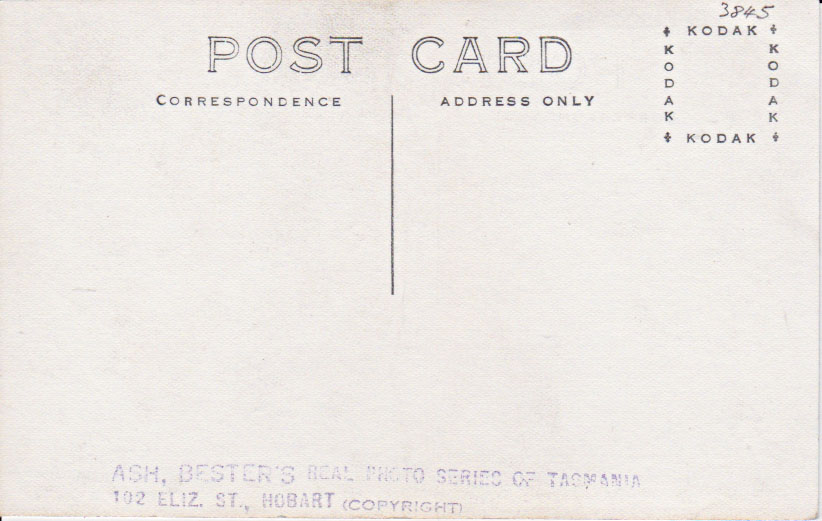 3845
POST CARD
CORRESPONDENCE
ADDRESS ONLY
KODAK
KODAK
KODAK
KODAK
ASH, BESTER'S REAL PHOTO SERIES OF TASMANIA
102 ELIZ. ST., HOBART (COPYRIGHT)